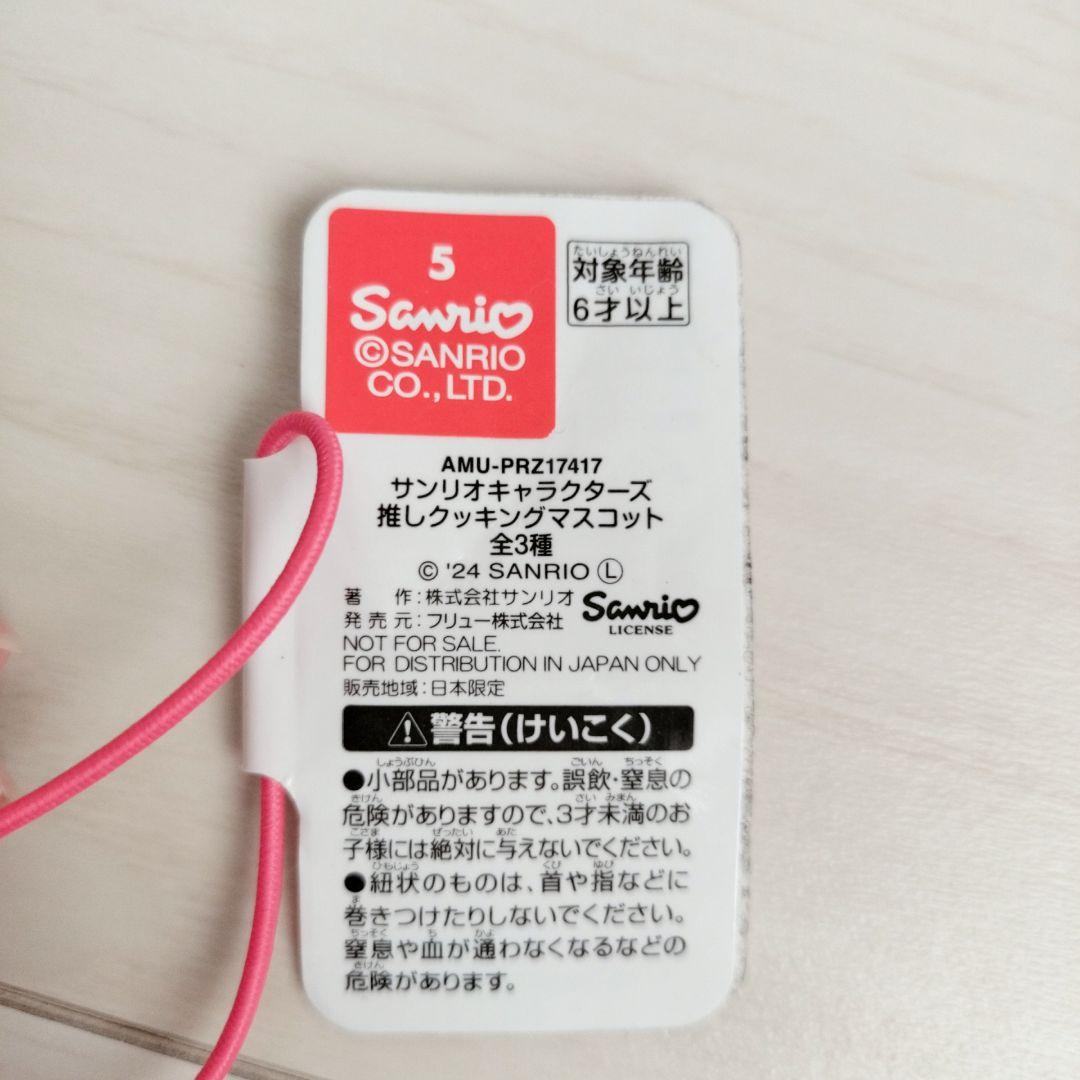 5
Sanrio
©SANRIO
CO., LTD.
たいしょうねんれい
対象年齢
さい いじょう
6才以上
AMU-PRZ17417
サンリオキャラクターズ
推しクッキングマスコット
全3種
© '24 SANRIO Ⓛ
著 作:株式会社サンリオ
発売元:フリュー株式会社
Sanrio
LICENSE
NOT FOR SALE.
FOR DISTRIBUTION IN JAPAN ONLY
販売地域:日本限定
⚠警告(けいこく)
しょうぶひん ごいん ちっそく
●小部品があります。誤飲・窒息の
きけん さい みまん
危険がありますので、3才未満のお
こさま ぜったい あた
子様には絶対に与えないでください。
ひもじょう くび ゆび
●紐状のものは、首や指などに
ま
巻きつけたりしないでください。
ちっそく ち かよ
窒息や血が通わなくなるなどの
きけん
危険があります。